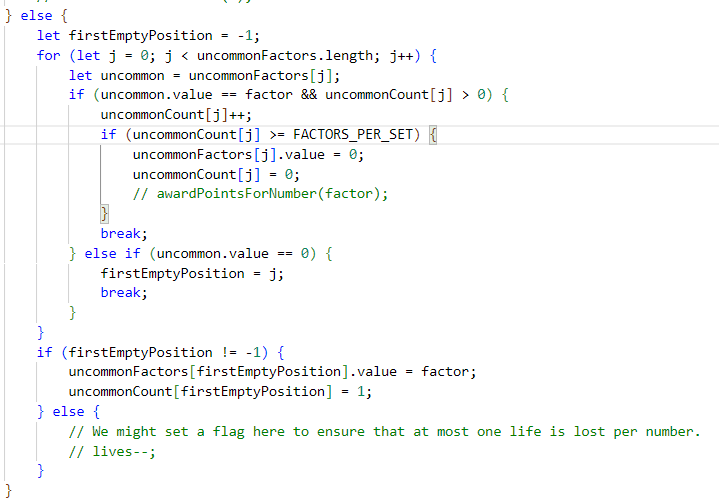 } else {
    let firstEmptyPosition = -1;
    for (let j = 0; j < uncommonFactors.length; j++) {
        let uncommon = uncommonFactors[j];
        if (uncommon.value == factor && uncommonCount[j] > 0) {
            uncommonCount[j]++;
            if (uncommonCount[j] >= FACTORS_PER_SET) {
                uncommonFactors[j].value = 0;
                uncommonCount[j] = 0;
                // awardPointsForNumber(factor);
            }
            break;
        } else if (uncommon.value == 0) {
            firstEmptyPosition = j;
            break;
        }
    }
    if (firstEmptyPosition != -1) {
        uncommonFactors[firstEmptyPosition].value = factor;
        uncommonCount[firstEmptyPosition] = 1;
    } else {
        // We might set a flag here to ensure that at most one life is lost per number.
        // lives--;
    }
}